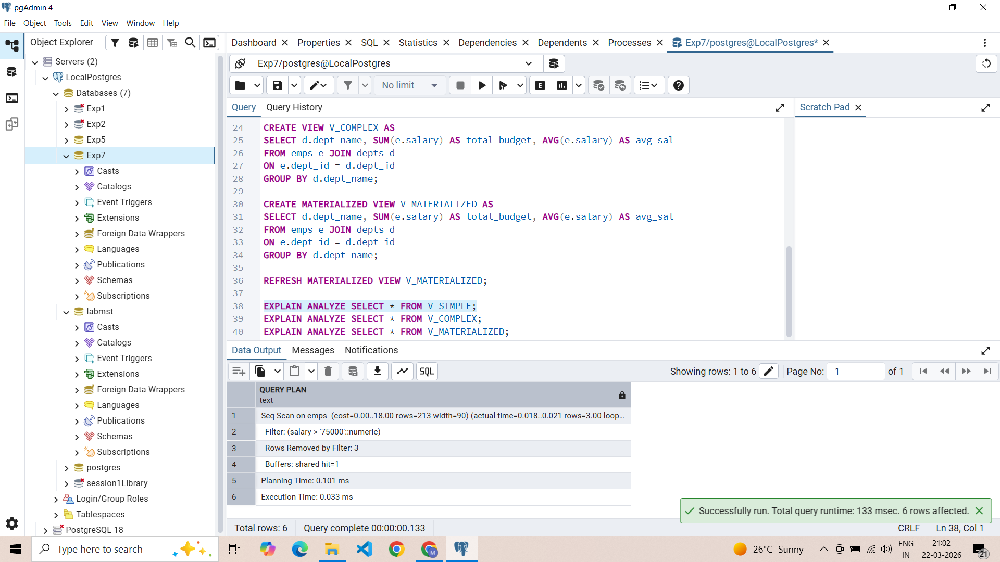 pgAdmin 4
File Object Tools Edit View Window Help
Object Explorer
Dashboard Properties SQL Statistics Dependencies Dependents Processes Exp7/postgres@LocalPostgres*
Servers (2)
LocalPostgres
Databases (7)
Exp1
Exp2
Exp5
Exp7
Casts
Catalogs
Event Triggers
Extensions
Foreign Data Wrappers
Languages
Publications
Schemas
Subscriptions
labmst
Casts
Catalogs
Event Triggers
Extensions
Foreign Data Wrappers
Languages
Publications
Schemas
Subscriptions
postgres
session1Library
Login/Group Roles
Tablespaces
PostgreSQL 18
Exp7/postgres@LocalPostgres
No limit
E
Query Query History
Scratch Pad
24 CREATE VIEW V_COMPLEX AS
25 SELECT d.dept_name, SUM(e.salary) AS total_budget, AVG(e.salary) AS avg_sal
26 FROM emps e JOIN depts d
27 ON e.dept_id = d.dept_id
28 GROUP BY d.dept_name;
29
30 CREATE MATERIALIZED VIEW V_MATERIALIZED AS
31 SELECT d.dept_name, SUM(e.salary) AS total_budget, AVG(e.salary) AS avg_sal
32 FROM emps e JOIN depts d
33 ON e.dept_id = d.dept_id
34 GROUP BY d.dept_name;
35
36 REFRESH MATERIALIZED VIEW V_MATERIALIZED;
37
38 EXPLAIN ANALYZE SELECT * FROM V_SIMPLE;
39 EXPLAIN ANALYZE SELECT * FROM V_COMPLEX;
40 EXPLAIN ANALYZE SELECT * FROM V_MATERIALIZED;
Data Output Messages Notifications
SQL
Showing rows: 1 to 6
Page No: 1 of 1
QUERY PLAN
text
1 Seq Scan on emps (cost=0.00..18.00 rows=213 width=90) (actual time=0.018..0.021 rows=3.00 loop...
2 Filter: (salary > '75000'::numeric)
3 Rows Removed by Filter: 3
4 Buffers: shared hit=1
5 Planning Time: 0.101 ms
6 Execution Time: 0.033 ms
Successfully run. Total query runtime: 133 msec. 6 rows affected.
Total rows: 6 Query complete 00:00:00.133 CRLF Ln 38, Col 1
Type here to search
M
26°C Sunny
ENG
IN
21:02
22-03-2026
21